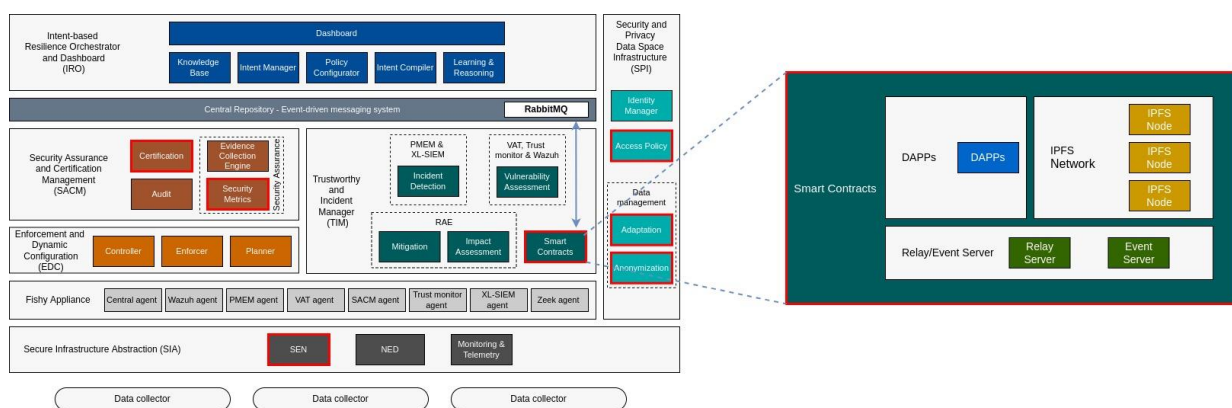 Intent-based
Resilience Orchestrator
and Dashboard
(IRO)
Dashboard
Knowledge
Base
Intent Manager
Policy
Configurator
Intent Compiler
Learning &
Reasoning
Security and
Privacy
Data Space
Infrastructure
(SPI)
Central Repository - Event-driven messaging system
RabbitMQ
Identity
Manager
Access Policy
Data
management
Adaptation
Anonymization
Security Assurance
and Certification
Management
(SACM)
Certification
Evidence
Collection
Engine
Audit
Security
Metrics
Security Assurance
Trustworthy
and
Incident
Manager
(TIM)
PMEM &
XL-SIEM
Incident
Detection
VAT, Trust
monitor & Wazuh
Vulnerability
Assessment
RAE
Mitigation
Impact
Assessment
Smart
Contracts
Enforcement and
Dynamic
Configuration
(EDC)
Controller
Enforcer
Planner
Fishy Appliance
Central agent
Wazuh agent
PMEM agent
VAT agent
SACM agent
Trust monitor
agent
XL-SIEM
agent
Zeek agent
Secure Infrastructure Abstraction (SIA)
SEN
NED
Monitoring &
Telemetry
Data collector
Data collector
Data collector
Smart Contracts
DAPPs
DAPPs
IPFS
Network
IPFS
Node
IPFS
Node
IPFS
Node
Relay/Event Server
Relay
Server
Event
Server